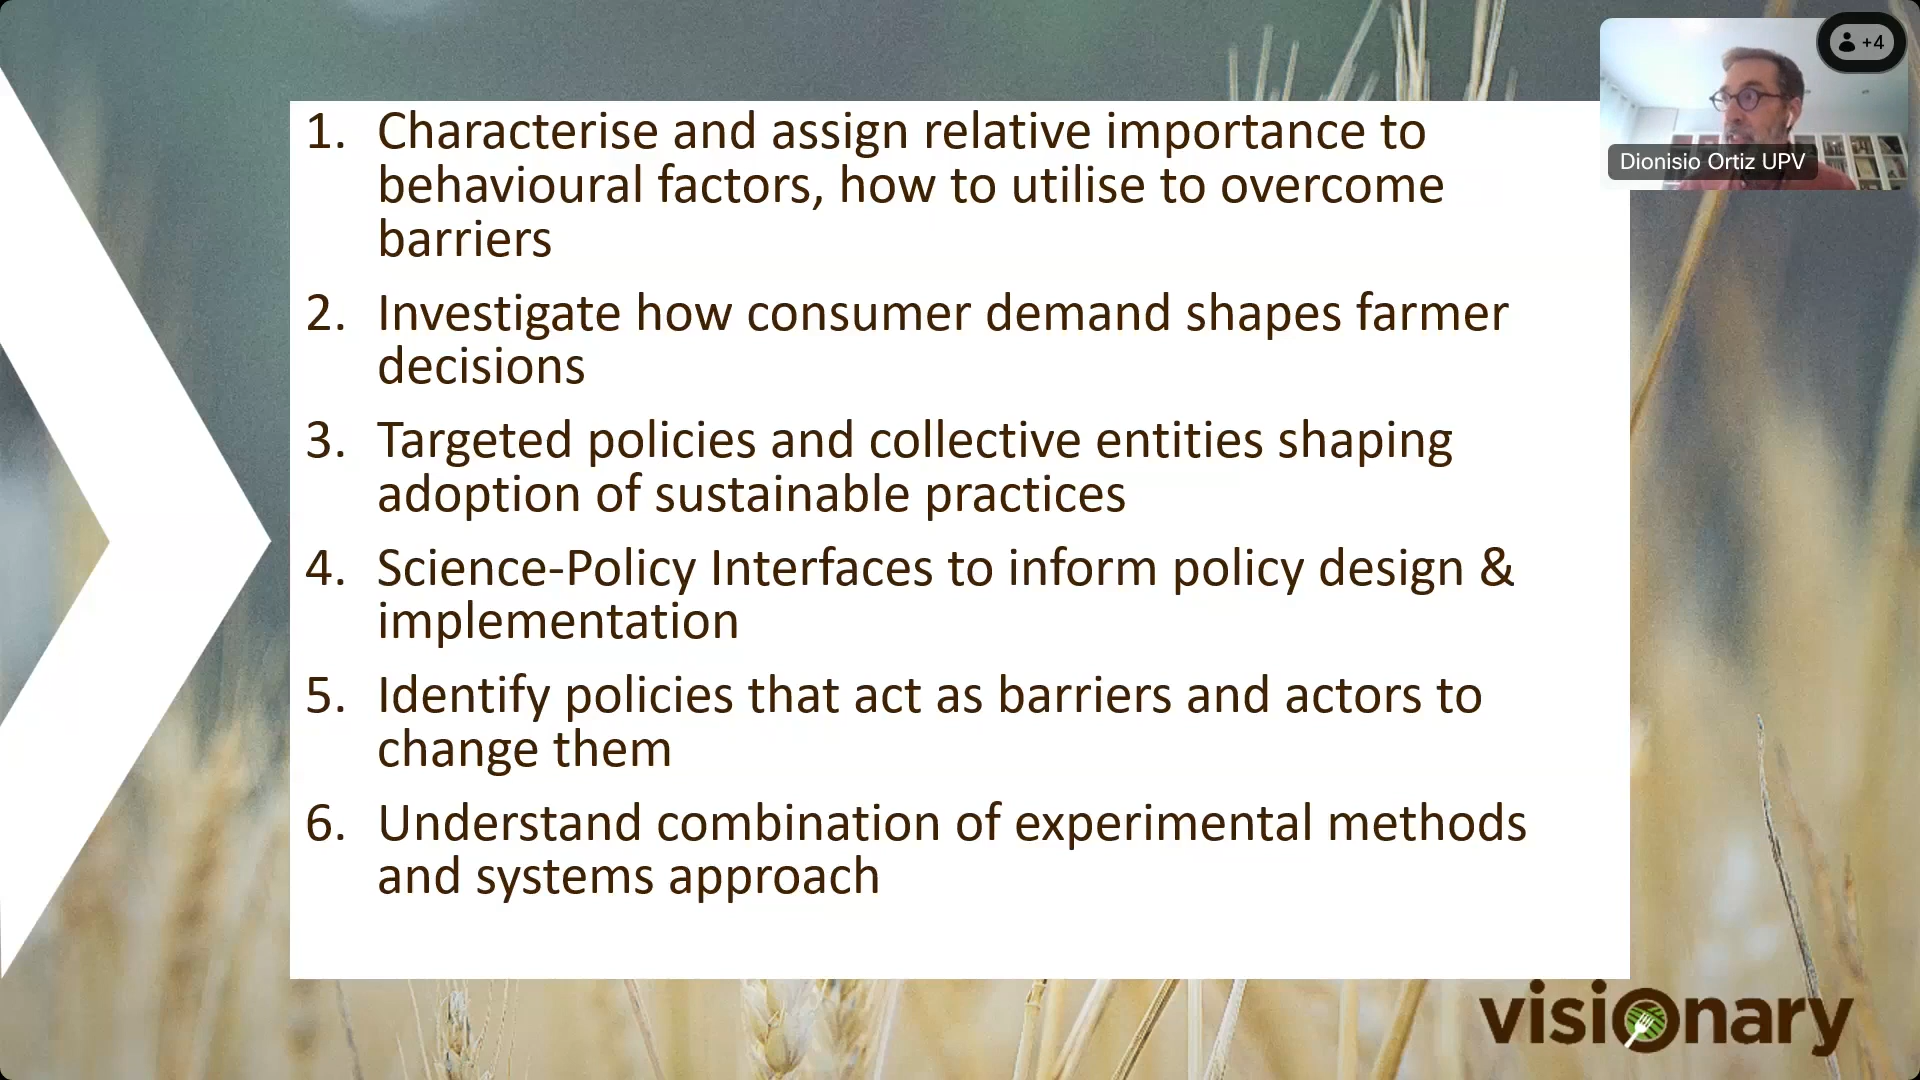 1. Characterise and assign relative importance to
behavioural factors, how to utilise to overcome
barriers
2. Investigate how consumer demand shapes farmer
decisions
3. Targeted policies and collective entities shaping
adoption of sustainable practices
4. Science-Policy Interfaces to inform policy design &
implementation
5. Identify policies that act as barriers and actors to
change them
6. Understand combination of experimental methods
and systems approach
+4
Dionisio Ortiz UPV
visionary